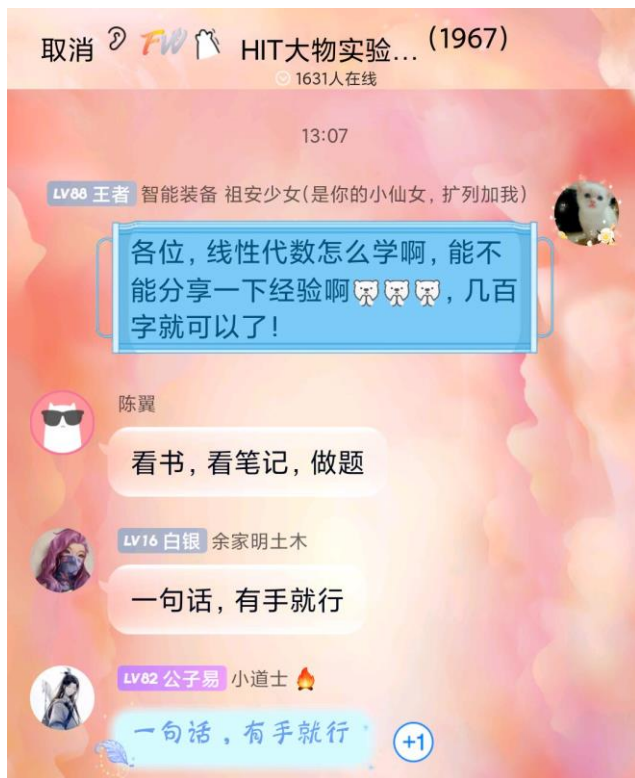 取消 FW HIT大物实验... (1967)
1631人在线
13:07
LV88 王者 智能装备 祖安少女(是你的小仙女, 扩列加我)
各位, 线性代数怎么学啊, 能不
能分享一下经验啊, 几百
字就可以了!
陈翼
看书, 看笔记, 做题
LV16 白银 余家明土木
一句话, 有手就行
LV82 公子易 小道士
一句话, 有手就行
+1